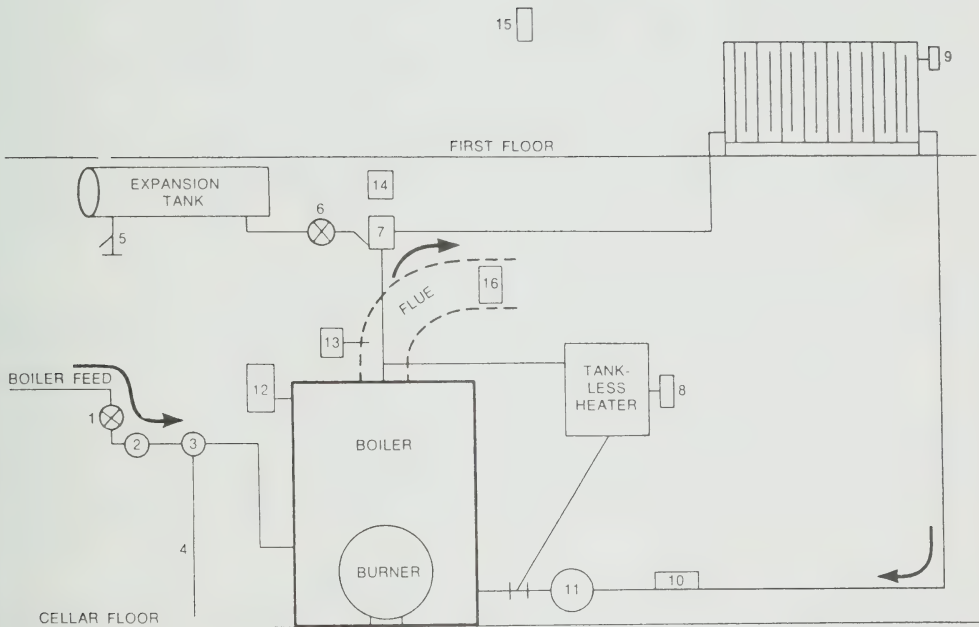 15
9
FIRST FLOOR
EXPANSION
TANK
14
6
7
5
FLUE
16
13
BOILER FEED
12
TANK-
LESS
HEATER
8
1
2
3
BOILER
4
BURNER
11
10
CELLAR FLOOR